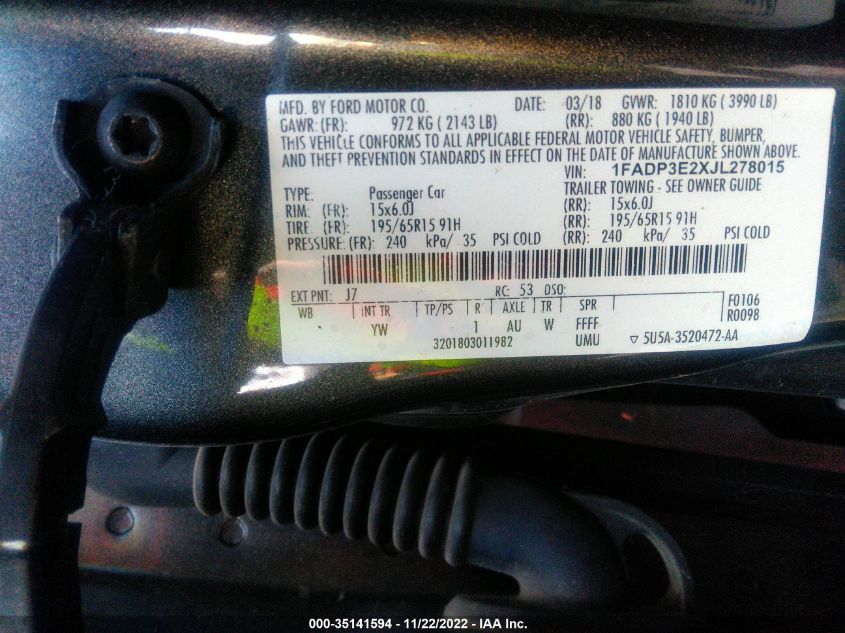 MFD. BY FORD MOTOR CO. DATE: 03/18 GVWR: 1810 KG ( 3990 LB)
GAWR:(FR): 972 KG ( 2143 LB) (RR): 880 KG ( 1940 LB)
THIS VEHICLE CONFORMS TO ALL APPLICABLE FEDERAL MOTOR VEHICLE SAFETY, BUMPER,
AND THEFT PREVENTION STANDARDS IN EFFECT ON THE DATE OF MANUFACTURE SHOWN ABOVE.
VIN: 1FADP3E2XJL278015
TYPE: Passenger Car TRAILER TOWING - SEE OWNER GUIDE
RIM: (FR): 15x6.0J (RR): 15x6.0J
TIRE: (FR): 195/65R15 91H (RR): 195/65R15 91H
PRESSURE: (FR): 240 kPa/ 35 PSI COLD (RR): 240 kPa/ 35 PSI COLD
EXT PNT: J7 RC: 53 DSO:
WB INT TR TP/PS R AXLE TR SPR F0106
YW 1 AU W FFFF R0098
3201803011982 UMU ▽ 5U5A-3520472-AA
000-35141594 - 11/22/2022 - IAA Inc.